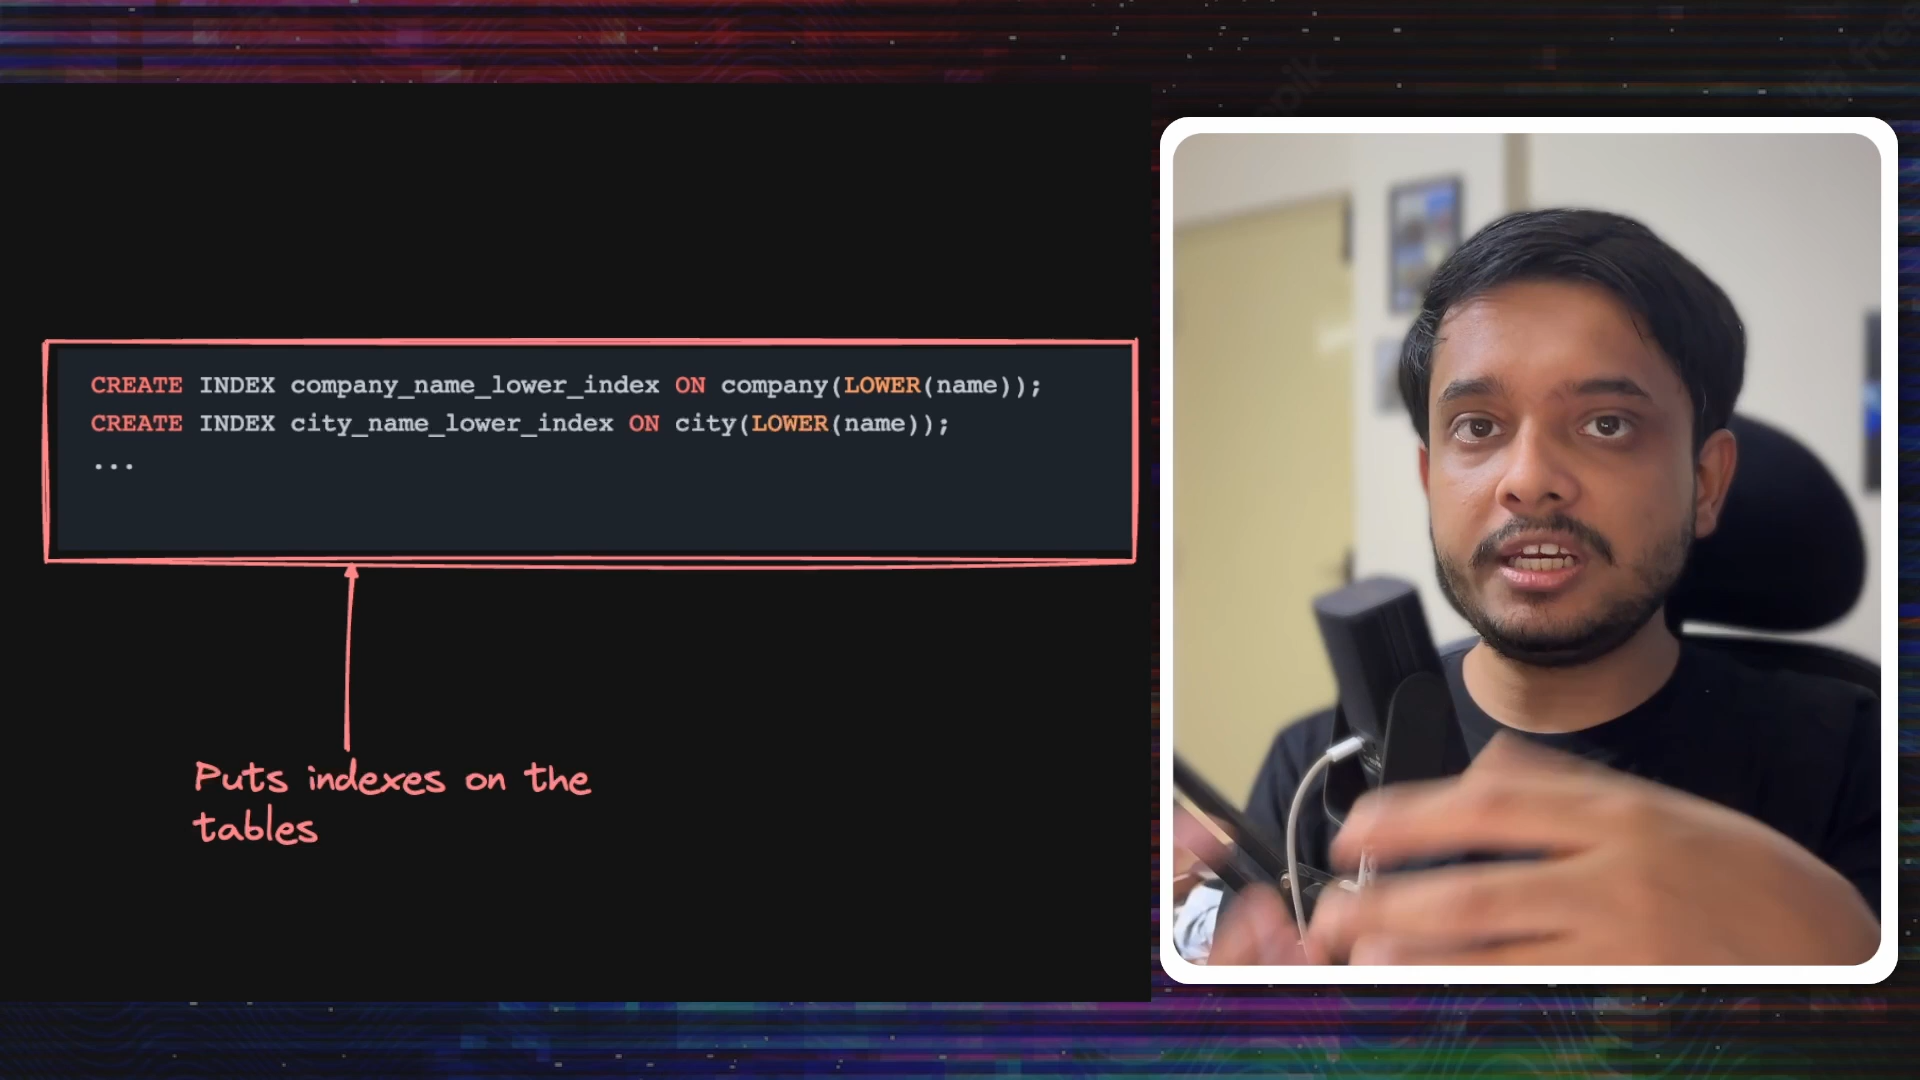 CREATE INDEX company_name_lower_index ON company(LOWER(name));
CREATE INDEX city_name_lower_index ON city(LOWER(name));
...
Puts indexes on the
tables